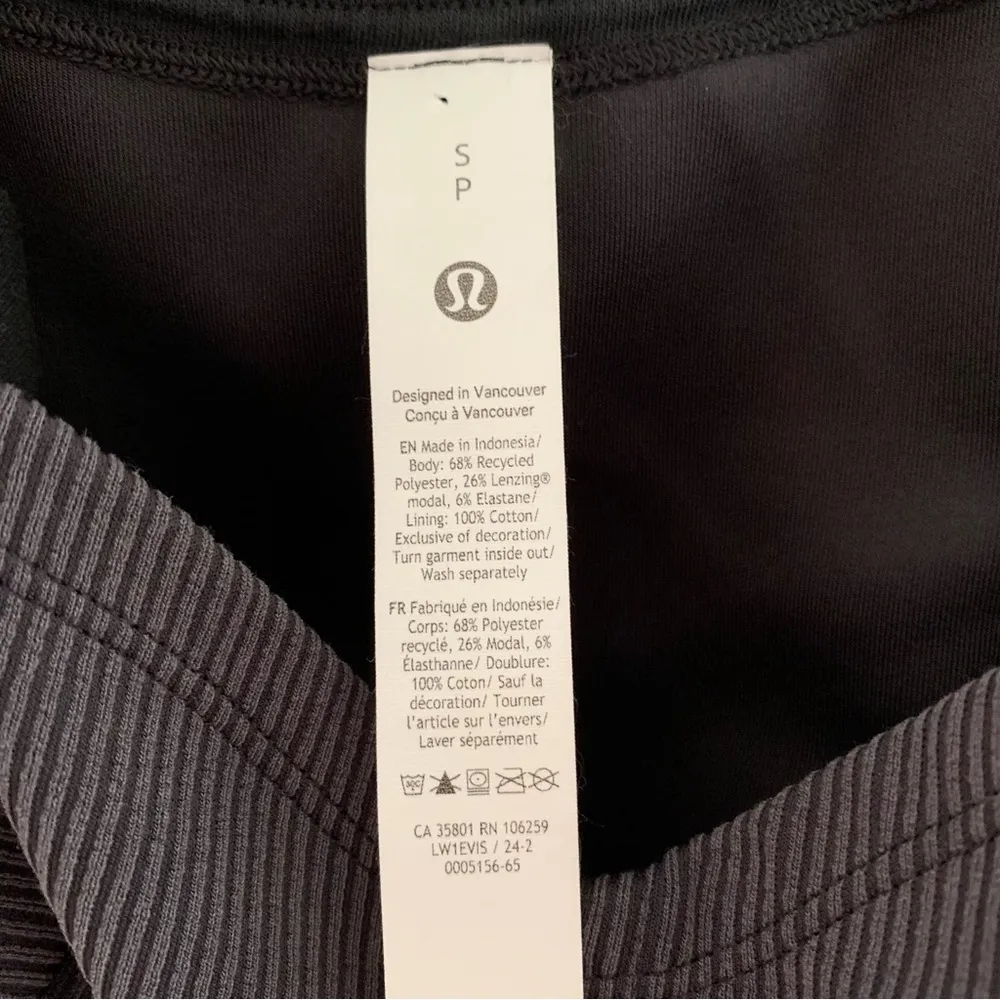 S
P
Designed in Vancouver
Conçu à Vancouver
EN Made in Indonesia/
Body: 68% Recycled
Polyester, 26% Lenzing®
modal, 6% Elastane/
Lining: 100% Cotton/
Exclusive of decoration/
Turn garment inside out/
Wash separately
FR Fabriqué en Indonésie/
Corps: 68% Polyester
recyclé, 26% Modal, 6%
Élasthanne/ Doublure:
100% Coton/ Sauf la
décoration/ Tourner
l'article sur l'envers/
Laver séparément
30C
CA 35801 RN 106259
LW1EVIS / 24-2
0005156-65